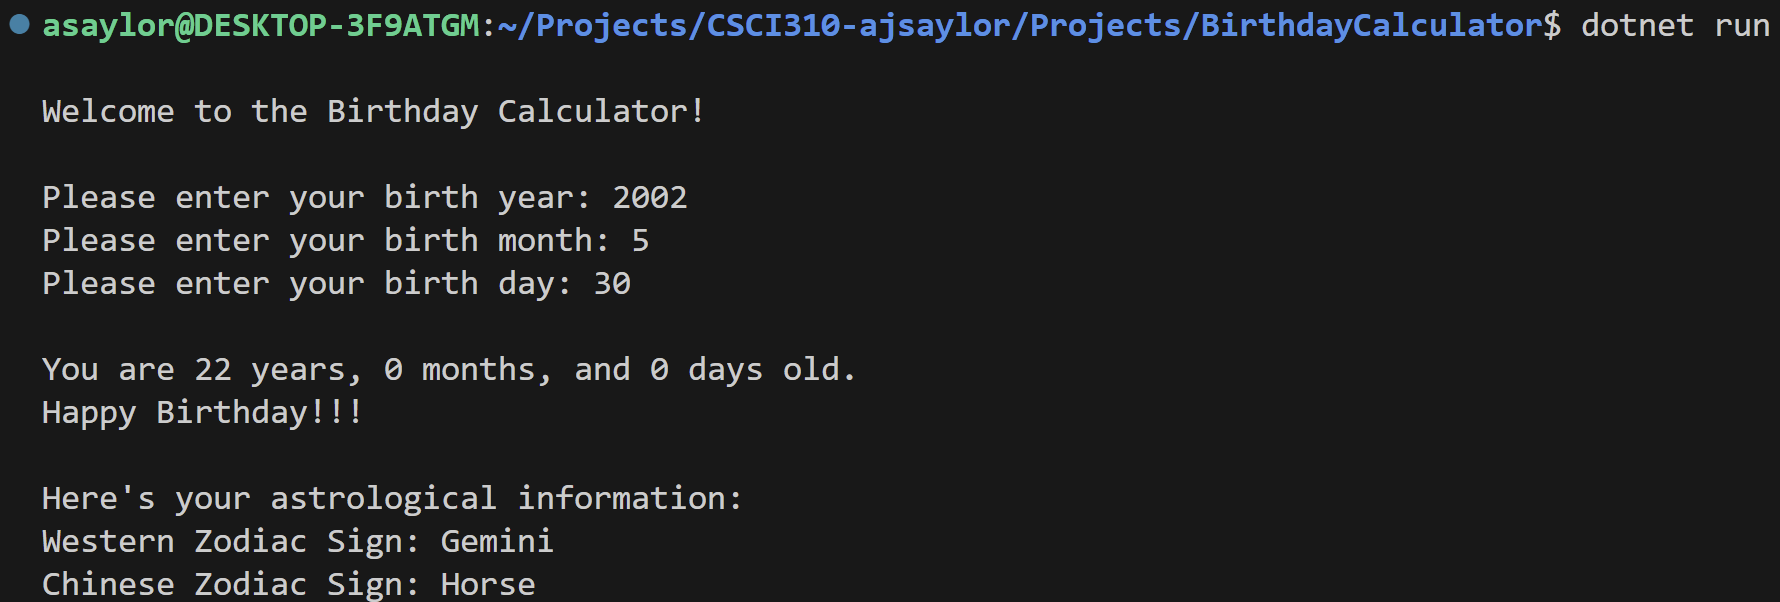 asaylor@DESKTOP-3F9ATGM:~/Projects/CSCI310-ajsaylor/Projects/BirthdayCalculator$ dotnet run
Welcome to the Birthday Calculator!
Please enter your birth year: 2002
Please enter your birth month: 5
Please enter your birth day: 30
You are 22 years, 0 months, and 0 days old.
Happy Birthday!!!
Here's your astrological information:
Western Zodiac Sign: Gemini
Chinese Zodiac Sign: Horse